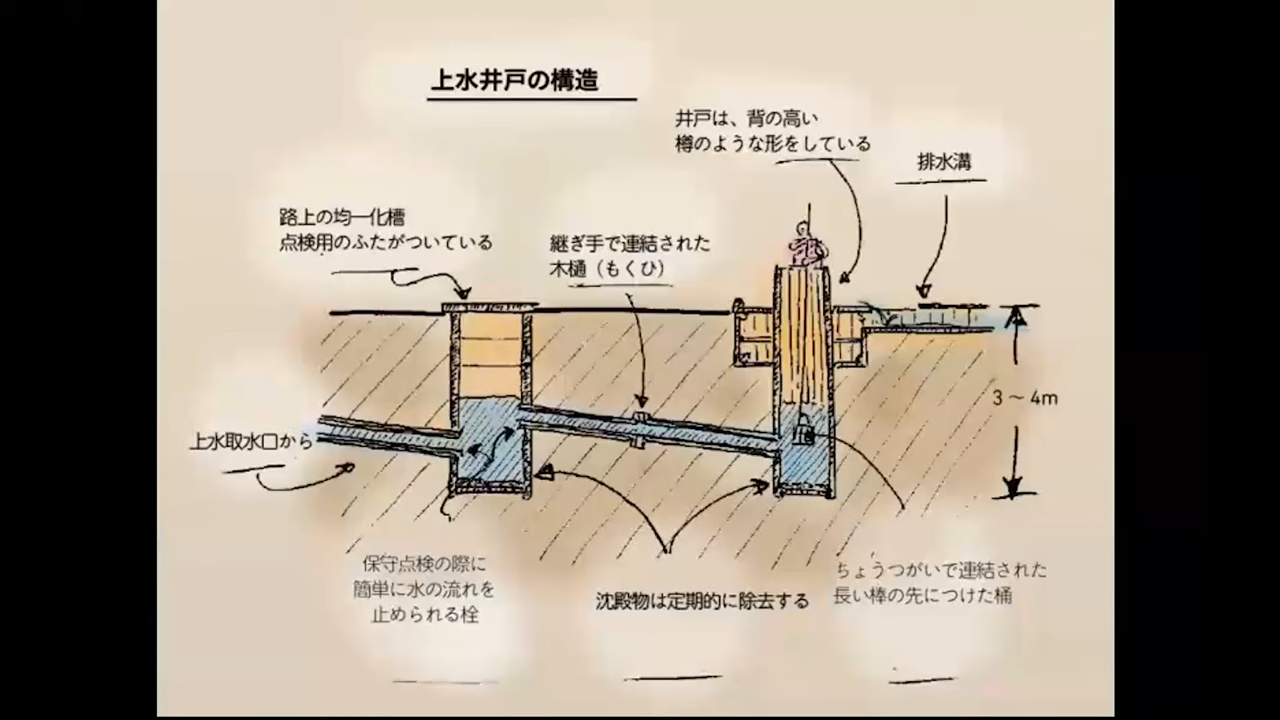 上水井戸の構造
井戸は、背の高い
樽のような形をしている
排水溝
路上の均一化槽
点検用のふたがついている
継ぎ手で連結された
木樋（もくひ）
3～4m
上水取水口から
保守点検の際に
簡単に水の流れを
止められる栓
沈殿物は定期的に除去する
ちょうつがいで連結された
長い棒の先につけた桶